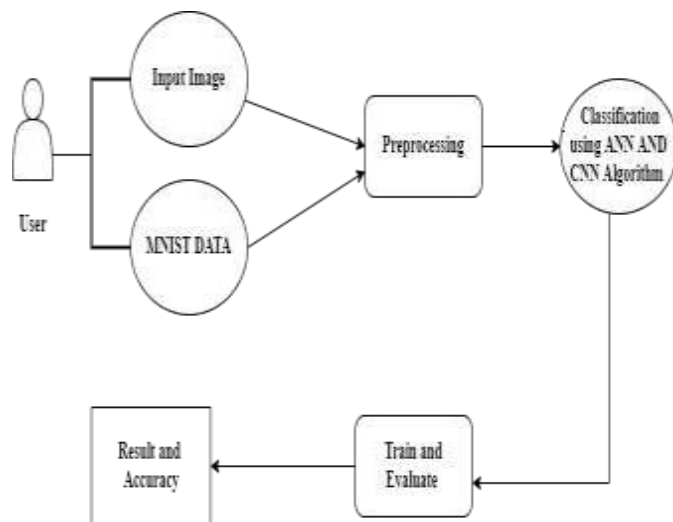 Input Image
User
MNIST DATA
Preprocessing
Classification
using ANN AND
CNN Algorithm
Train and
Evaluate
Result and
Accuracy